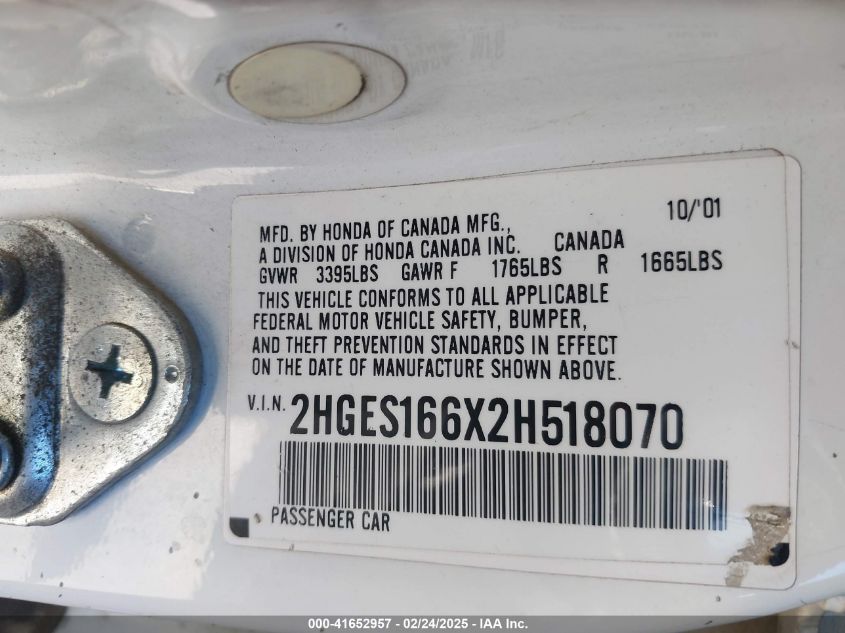 10/'01
MFD. BY HONDA OF CANADA MFG.,
A DIVISION OF HONDA CANADA INC. CANADA
GVWR 3395LBS GAWR F 1765LBS R 1665LBS
THIS VEHICLE CONFORMS TO ALL APPLICABLE
FEDERAL MOTOR VEHICLE SAFETY, BUMPER,
AND THEFT PREVENTION STANDARDS IN EFFECT
ON THE DATE OF MANUFACTURE SHOWN ABOVE.
V.I.N. 2HGES166X2H518070
PASSENGER CAR
000-41652957 - 02/24/2025 - IAA Inc.